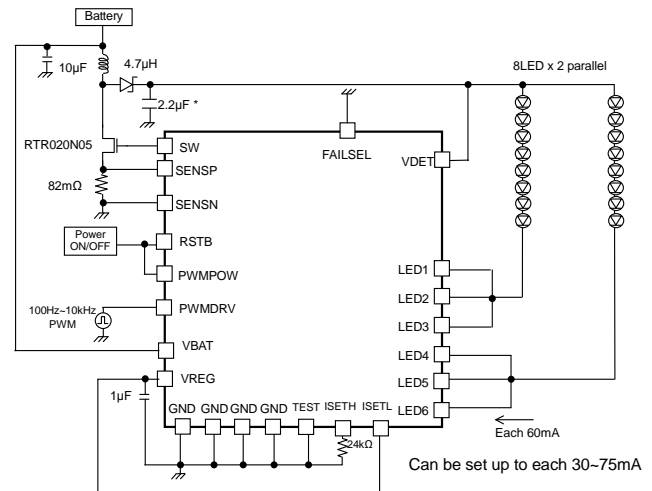 Battery
10µF
4.7µH
8LED x 2 parallel
2.2µF *
RTR020N05
SW
FAILSEL
VDET
SENSP
82mΩ
SENSN
Power
ON/OFF
RSTB
PWMPOW
LED1
LED2
LED3
100Hz~10kHz
PWM
PWMDRV
VBAT
LED4
VREG
LED5
1µF
GND GND GND GND TEST ISETH ISETL
LED6
24kΩ
Each 60mA
Can be set up to each 30~75mA